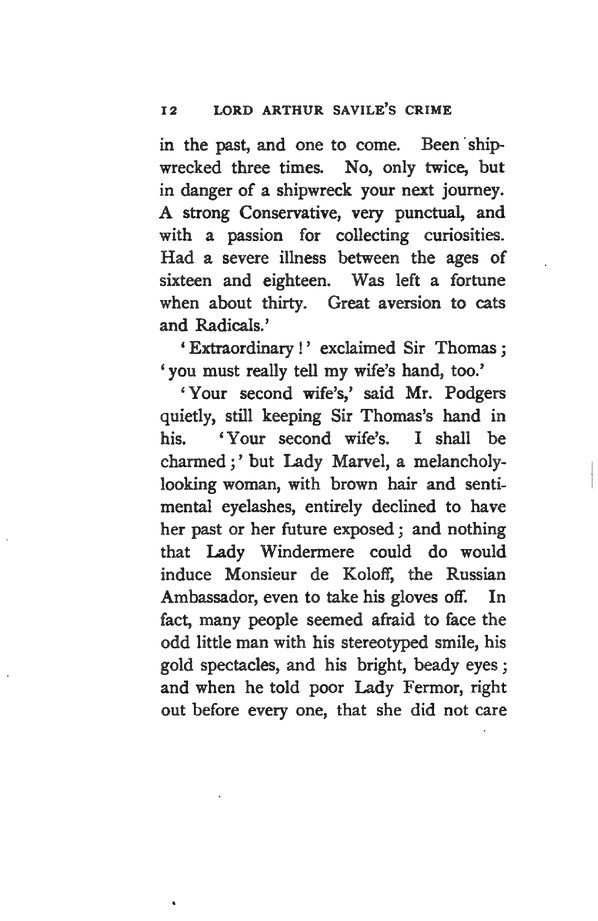 12 LORD ARTHUR SAVILE'S CRIME
in the past, and one to come. Been ship-
wrecked three times. No, only twice, but
in danger of a shipwreck your next journey.
A strong Conservative, very punctual, and
with a passion for collecting curiosities.
Had a severe illness between the ages of
sixteen and eighteen. Was left a fortune
when about thirty. Great aversion to cats
and Radicals.'
‘Extraordinary!’ exclaimed Sir Thomas;
‘you must really tell my wife's hand, too.’
‘Your second wife's,’ said Mr. Podgers
quietly, still keeping Sir Thomas's hand in
his. ‘Your second wife's. I shall be
charmed;’ but Lady Marvel, a melancholy-
looking woman, with brown hair and senti-
mental eyelashes, entirely declined to have
her past or her future exposed; and nothing
that Lady Windermere could do would
induce Monsieur de Koloff, the Russian
Ambassador, even to take his gloves off. In
fact, many people seemed afraid to face the
odd little man with his stereotyped smile, his
gold spectacles, and his bright, beady eyes;
and when he told poor Lady Fermor, right
out before every one, that she did not care